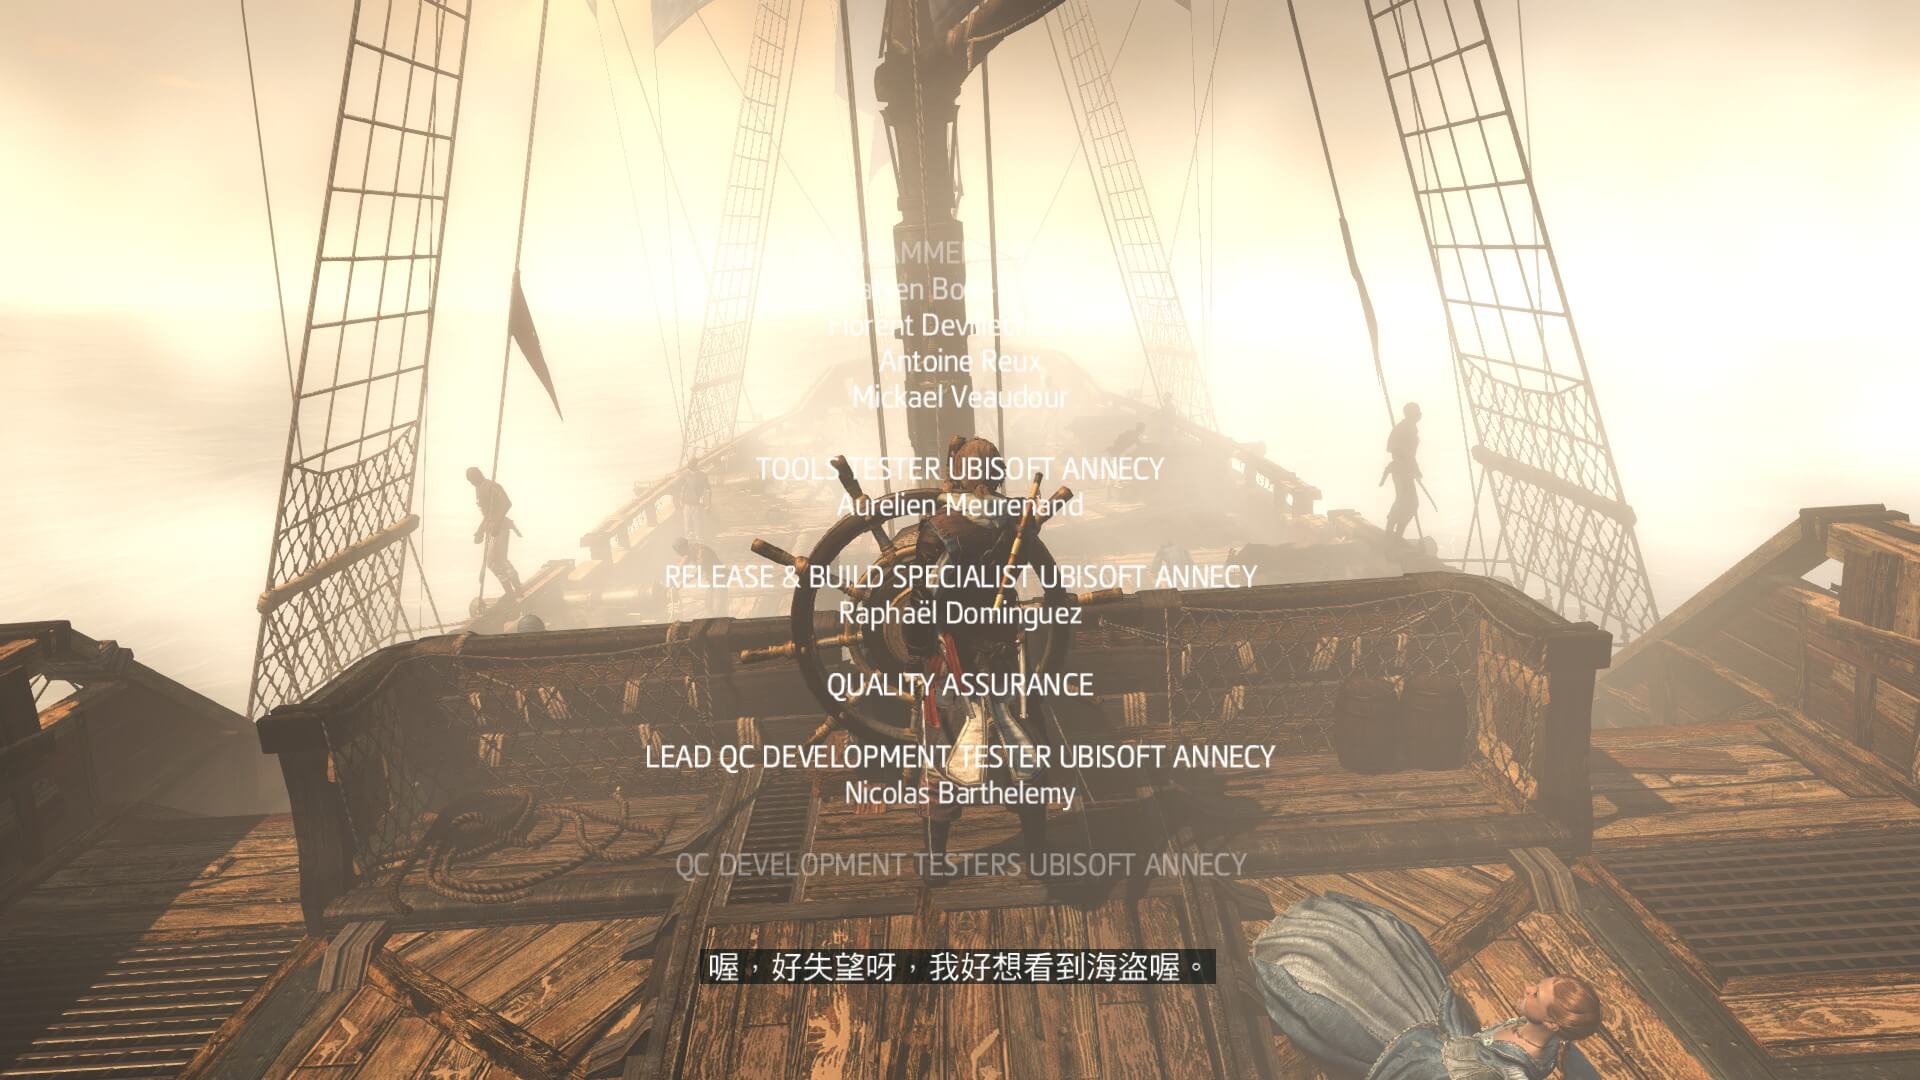 Antoine Reux
Mickael Veaudour
TOOLS TESTER UBISOFT ANNECY
Aurelien Meurenand
RELEASE & BUILD SPECIALIST UBISOFT ANNECY
Raphaël Dominguez
QUALITY ASSURANCE
LEAD QC DEVELOPMENT TESTER UBISOFT ANNECY
Nicolas Barthelemy
QC DEVELOPMENT TESTERS UBISOFT ANNECY
喔，好失望呀，我好想看到海盜喔。